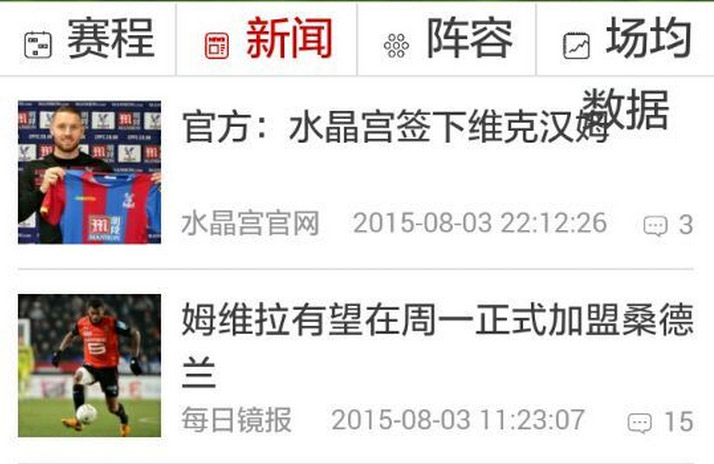 赛程 新闻 阵容 场均
数据
官方：水晶宫签下维克汉姆
水晶宫官网 2015-08-03 22:12:26 3
姆维拉有望在周一正式加盟桑德
兰
每日镜报 2015-08-03 11:23:07 15